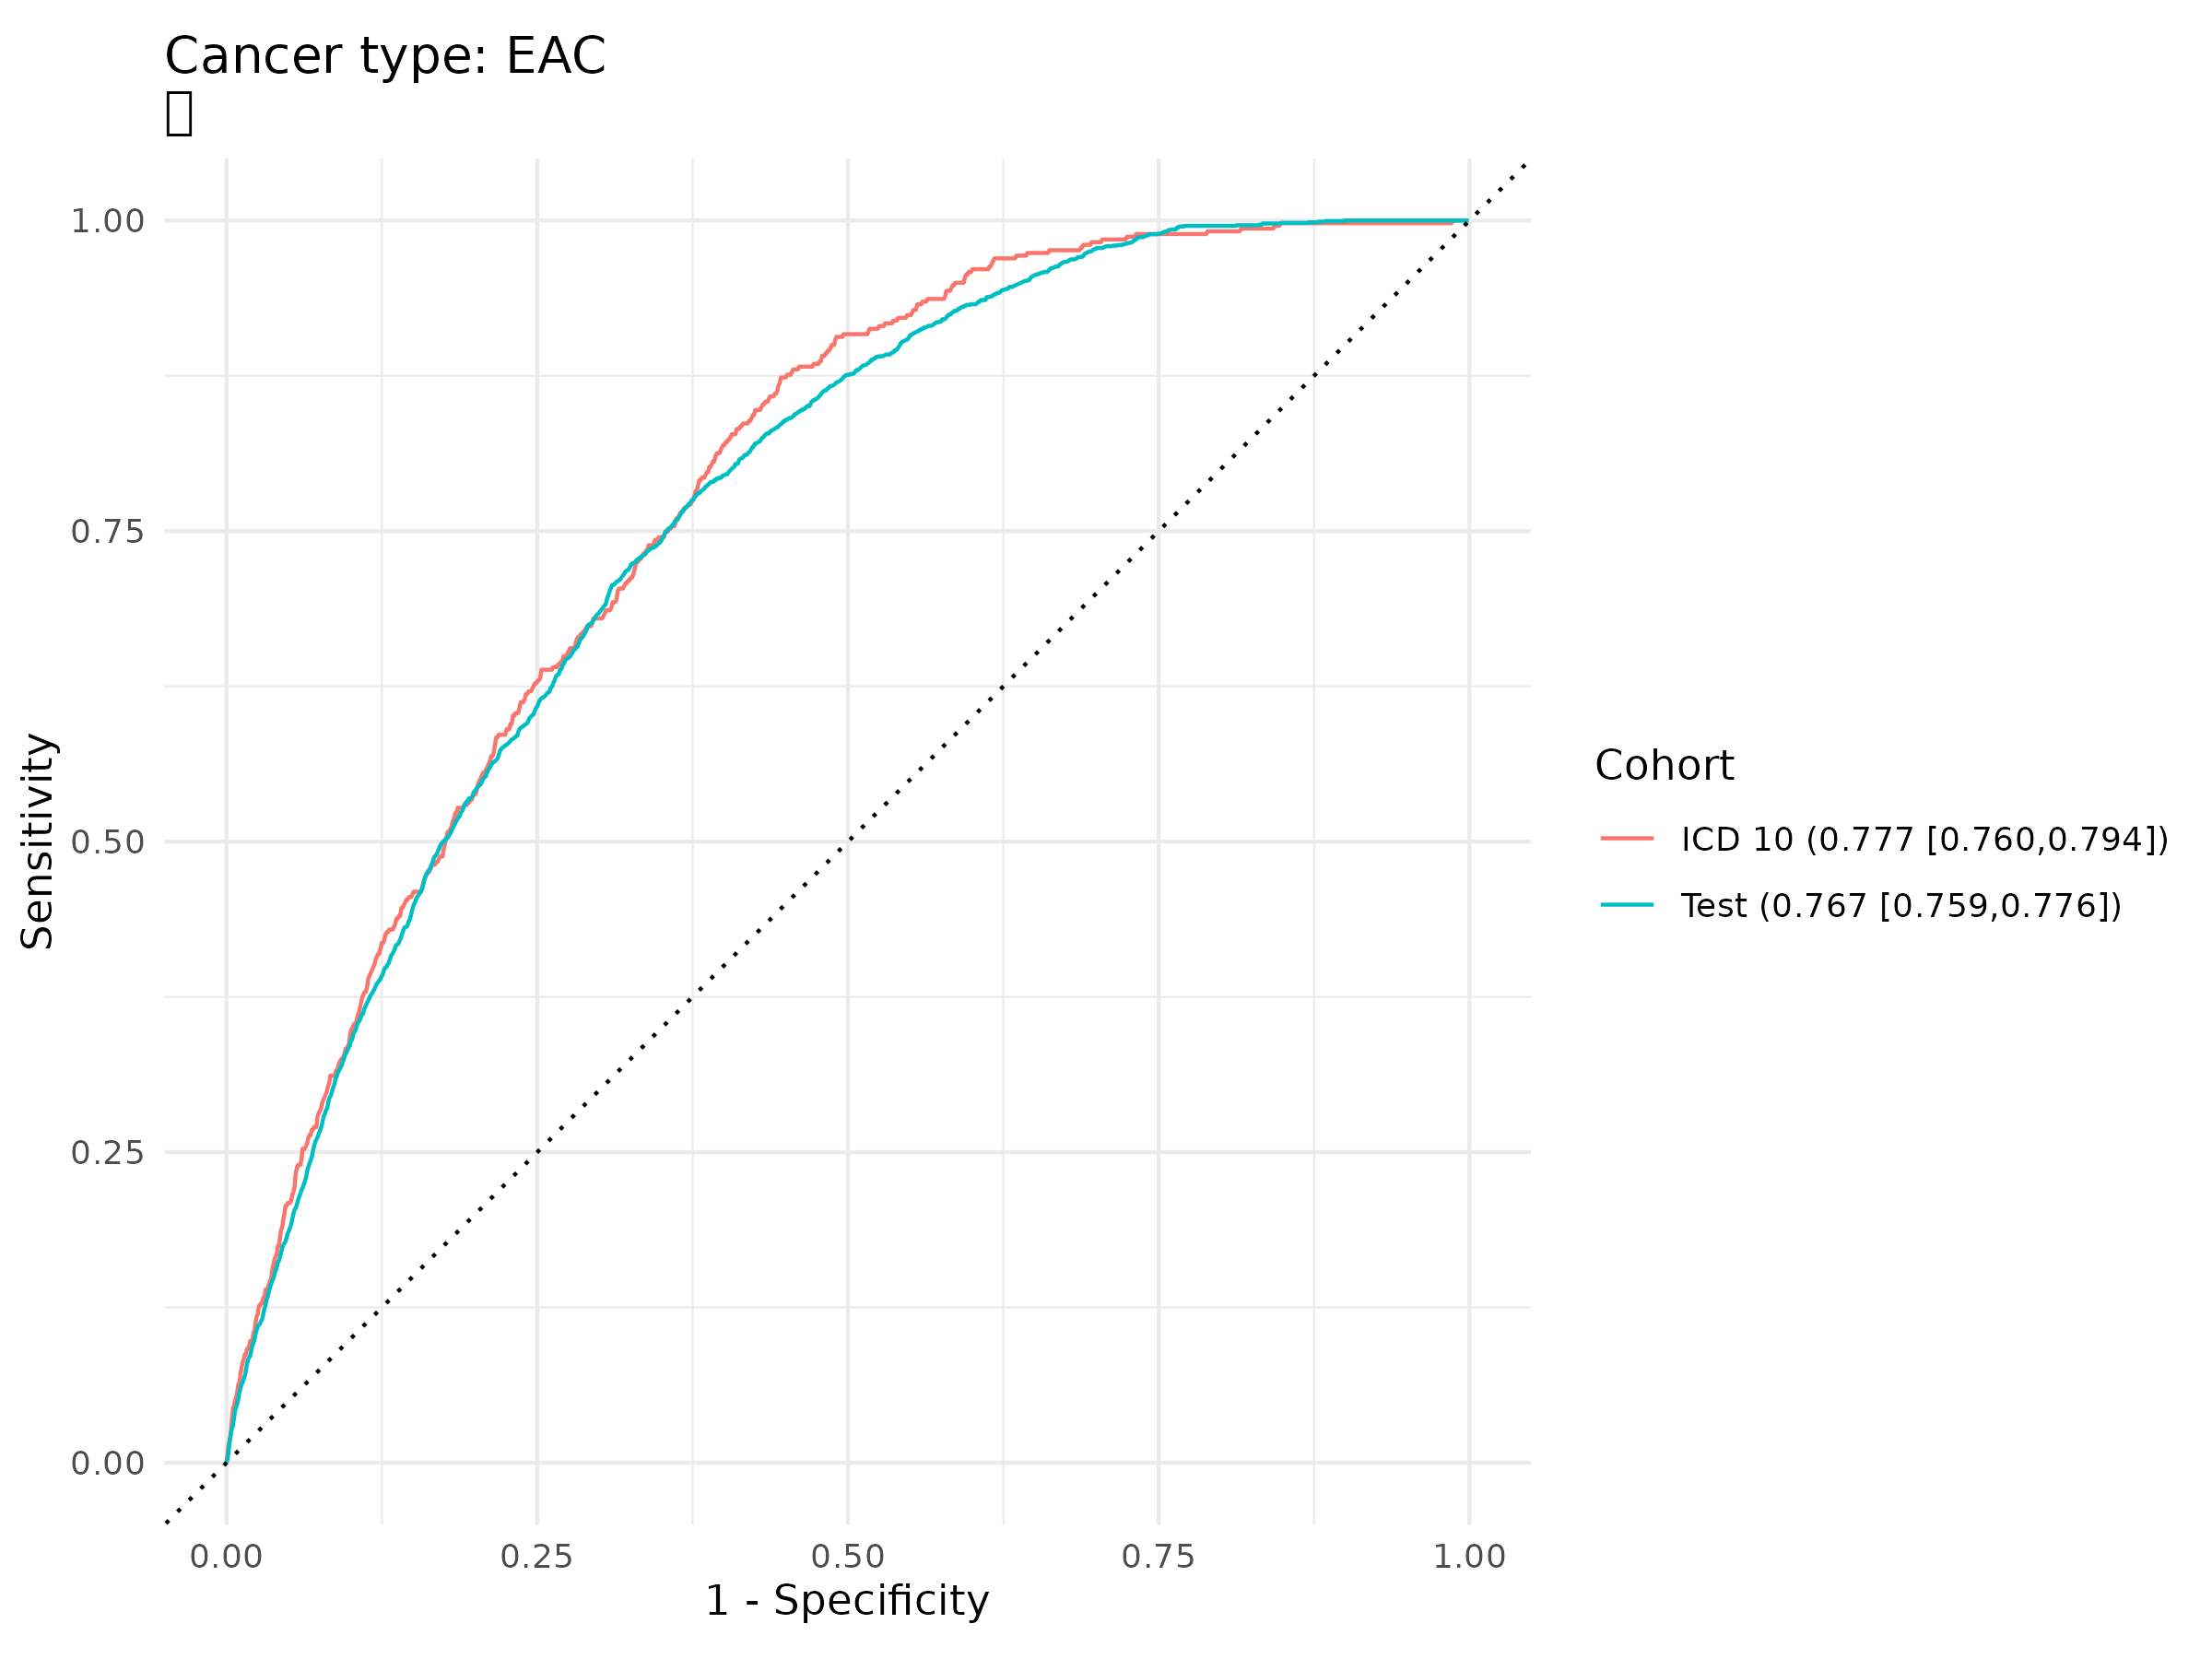 Cancer type: EAC
1.00
0.75
0.50
0.25
0.00
Sensitivity
0.00 0.25 0.50 0.75 1.00
1 - Specificity
Cohort
ICD 10 (0.777 [0.760,0.794])
Test (0.767 [0.759,0.776])